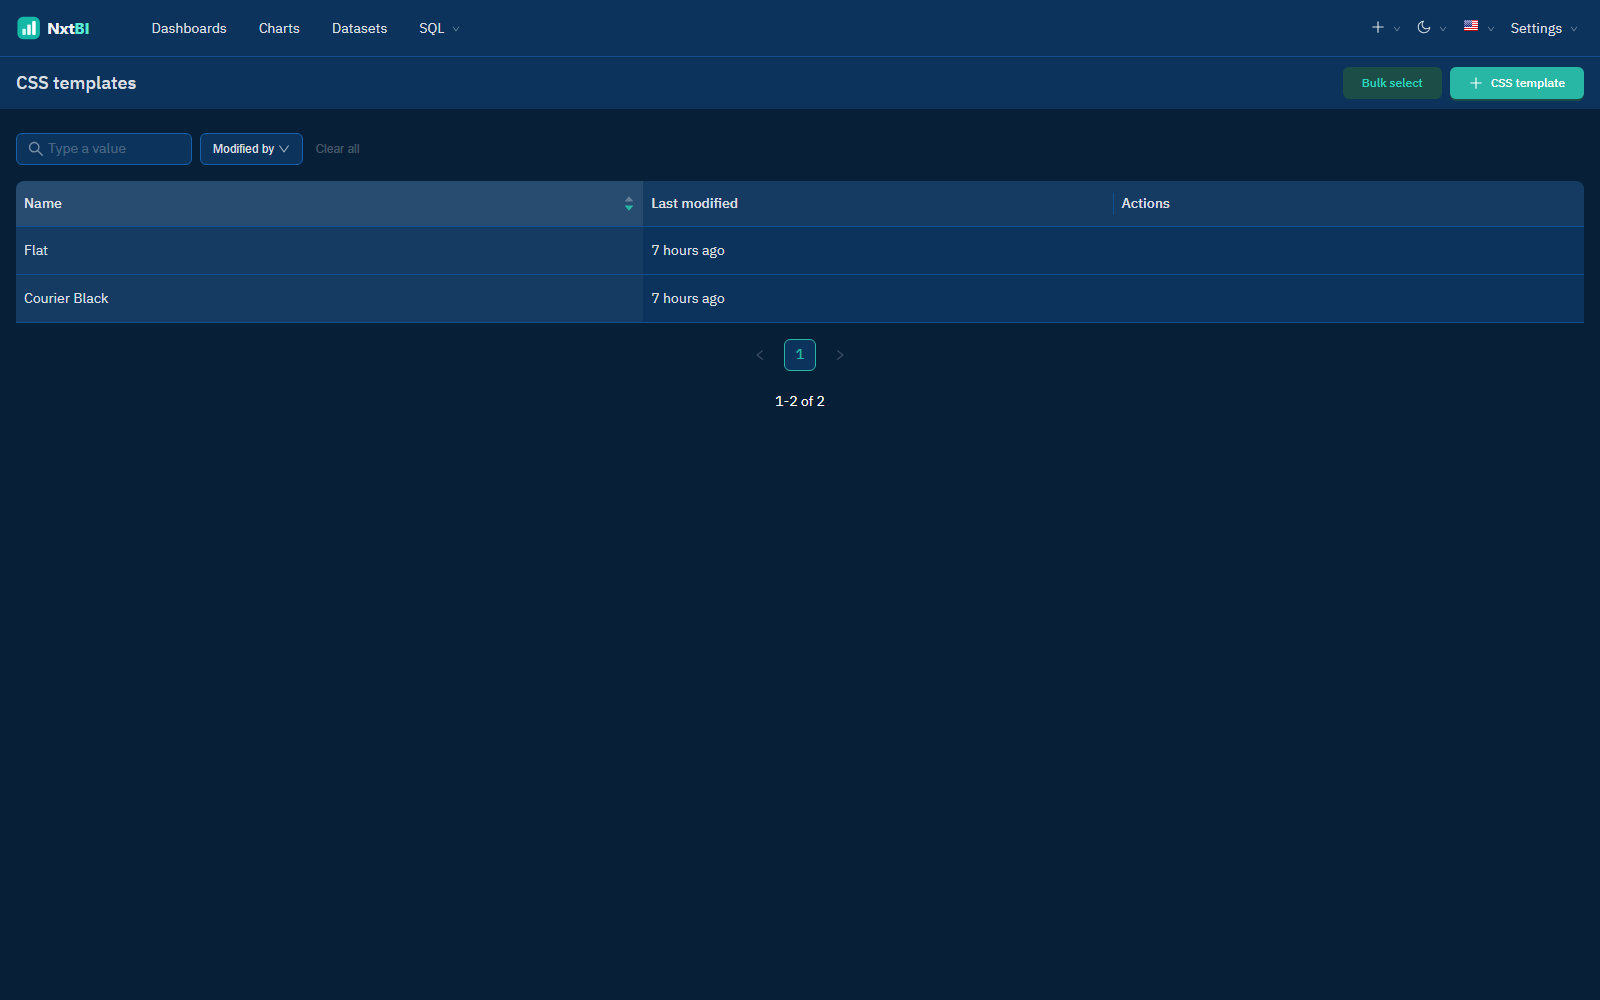 NxtBI Dashboards Charts Datasets SQL Settings
CSS templates Bulk select CSS template
Type a value Modified by Clear all
Name Last modified Actions
Flat 7 hours ago
Courier Black 7 hours ago
1
1-2 of 2